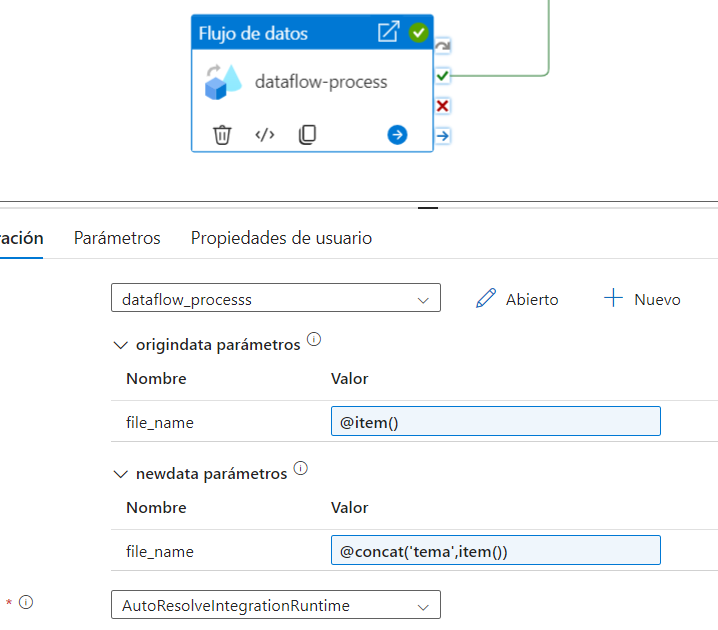 Flujo de datos
dataflow-process
</>
ración Parámetros Propiedades de usuario
dataflow_processs Abierto Nuevo
origindata parámetros
Nombre Valor
file_name @item()
newdata parámetros
Nombre Valor
file_name @concat('tema',item())
* AutoResolveIntegrationRuntime